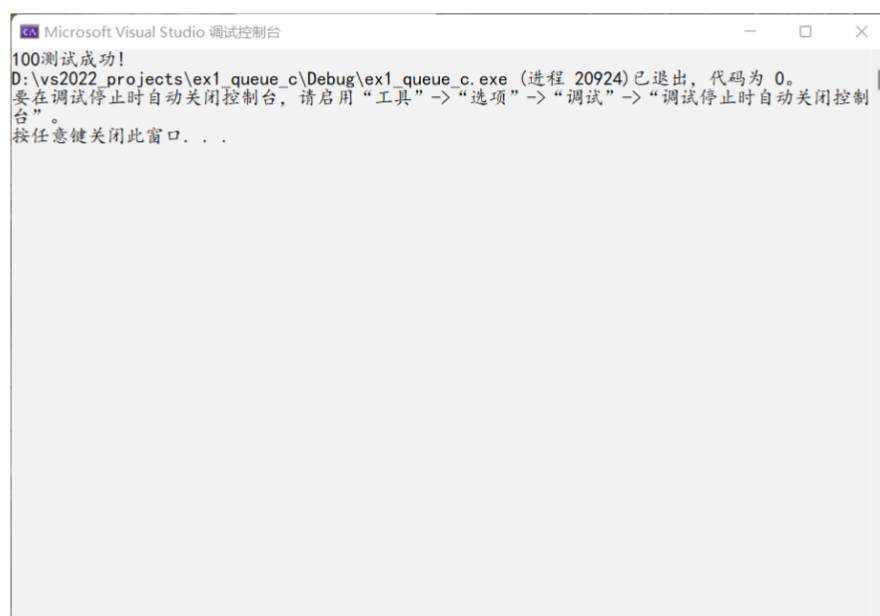 Microsoft Visual Studio 调试控制台
100测试成功!
D:\vs2022_projects\ex1_queue_c\Debug\ex1_queue_c.exe (进程 20924)已退出，代码为 0。
要在调试停止时自动关闭控制台，请启用“工具”->“选项”->“调试”->“调试停止时自动关闭控制
台”。
按任意键关闭此窗口. . .